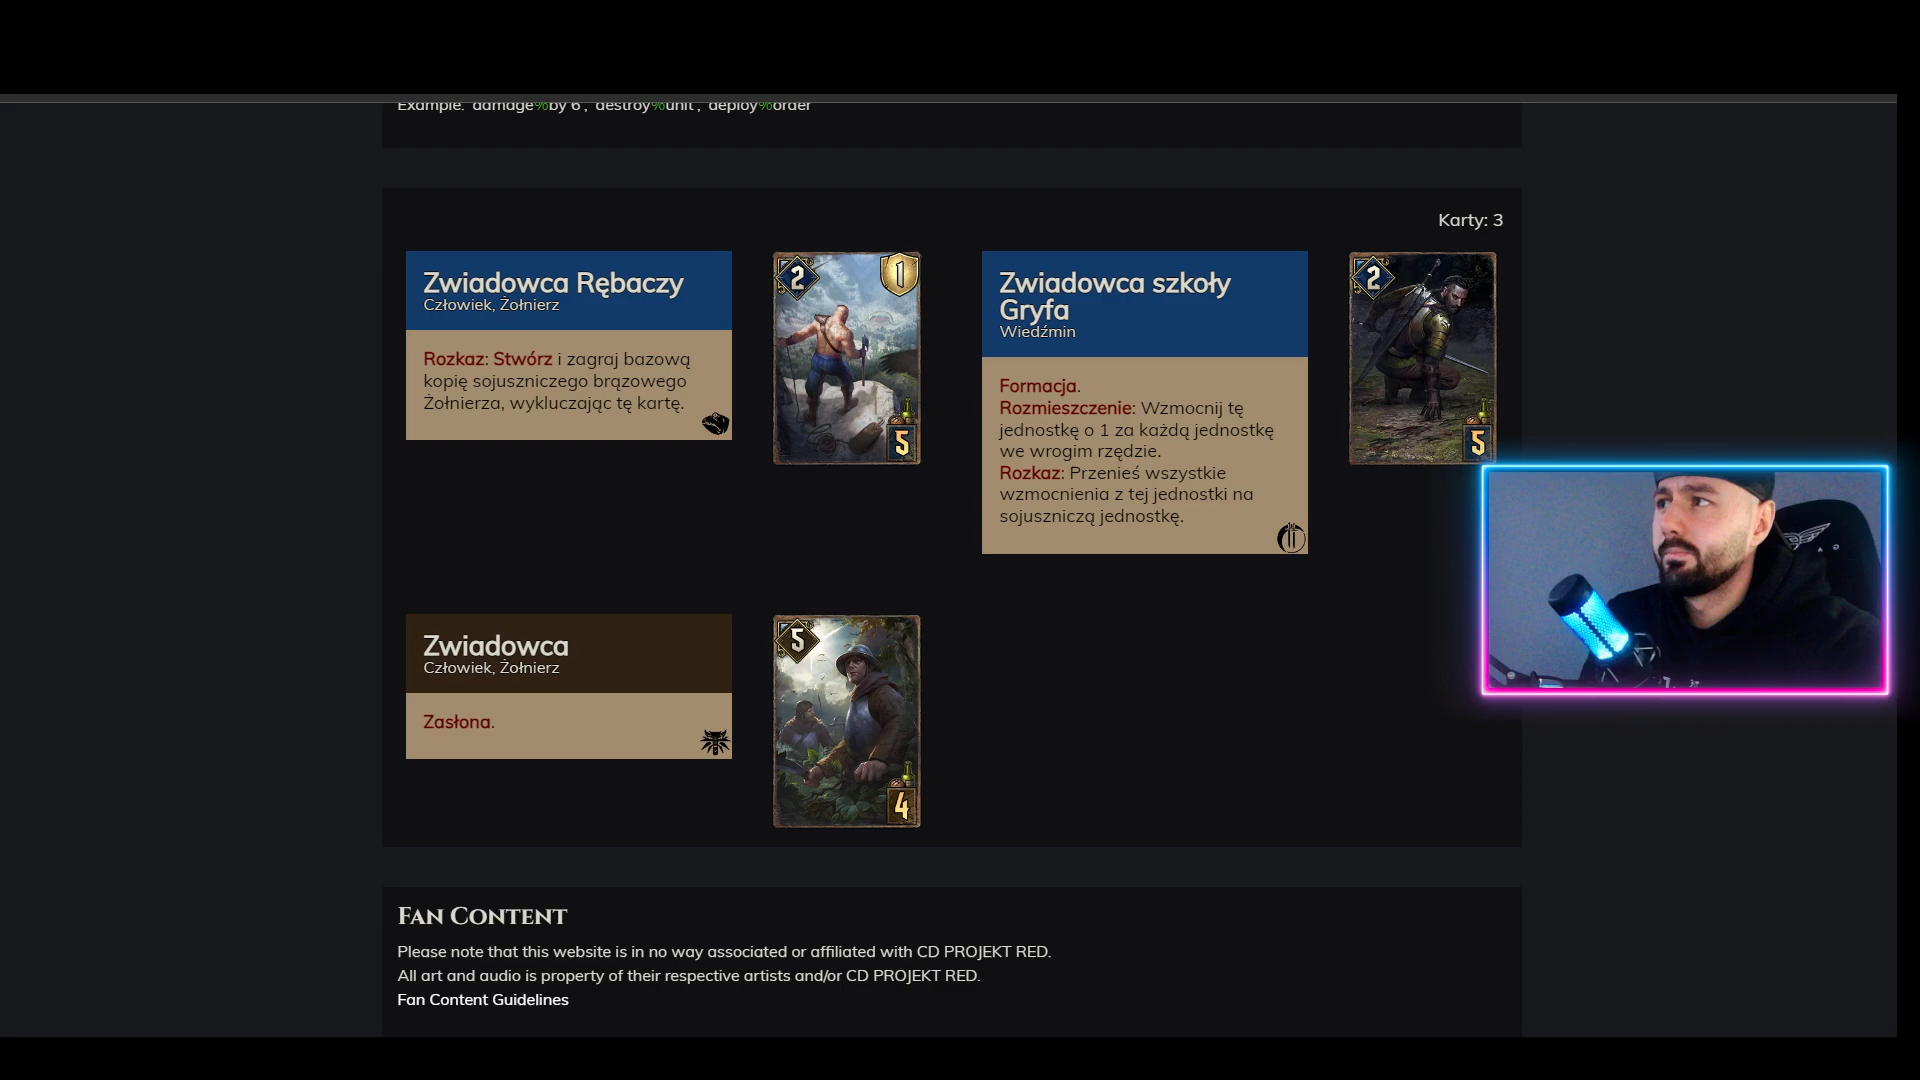 Example: damage%by 6 , destroy%unit , deploy%order
Karty: 3
Zwiadowca Rębaczy
Człowiek, Żołnierz
Rozkaz: Stwórz i zagraj bazową
kopię sojuszniczego brązowego
Żołnierza, wykluczając tę kartę.
2
1
5
Zwiadowca szkoły
Gryfa
Wiedźmin
Formacja.
Rozmieszczenie: Wzmocnij tę
jednostkę o 1 za każdą jednostkę
we wrogim rzędzie.
Rozkaz: Przenieś wszystkie
wzmocnienia z tej jednostki na
sojuszniczą jednostkę.
2
5
Zwiadowca
Człowiek, Żołnierz
Zasłona.
5
4
Fan Content
Please note that this website is in no way associated or affiliated with CD PROJEKT RED.
All art and audio is property of their respective artists and/or CD PROJEKT RED.
Fan Content Guidelines